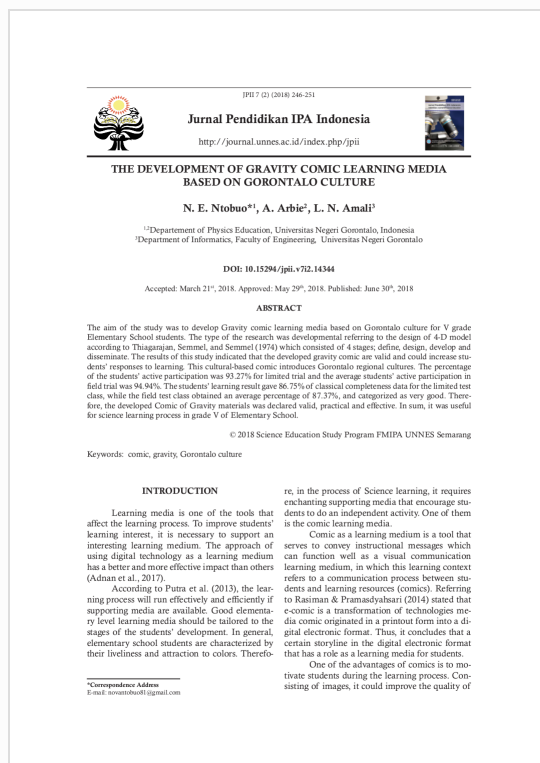 JPII 7 (2) (2018) 246-251
Jurnal Pendidikan IPA Indonesia
http://journal.unnes.ac.id/index.php/jpii
THE DEVELOPMENT OF GRAVITY COMIC LEARNING MEDIA
BASED ON GORONTALO CULTURE
N. E. Ntobuo*¹, A. Arbie², L. N. Amali³
¹,²Departement of Physics Education, Universitas Negeri Gorontalo, Indonesia
³Department of Informatics, Faculty of Engineering, Universitas Negeri Gorontalo
DOI: 10.15294/jpii.v7i2.14344
Accepted: March 21st, 2018. Approved: May 29th, 2018. Published: June 30th, 2018
ABSTRACT
The aim of the study was to develop Gravity comic learning media based on Gorontalo culture for V grade
Elementary School students. The type of the research was developmental referring to the design of 4-D model
according to Thiagarajan, Semmel, and Semmel (1974) which consisted of 4 stages; define, design, develop and
disseminate. The results of this study indicated that the developed gravity comic are valid and could increase stu-
dents' responses to learning. This cultural-based comic introduces Gorontalo regional cultures. The percentage
of the students' active participation was 93.27% for limited trial and the average students' active participation in
field trial was 94.94%. The students' learning result gave 86.75% of classical completeness data for the limited test
class, while the field test class obtained an average percentage of 87.37%, and categorized as very good. There-
fore, the developed Comic of Gravity materials was declared valid, practical and effective. In sum, it was useful
for science learning process in grade V of Elementary School.
© 2018 Science Education Study Program FMIPA UNNES Semarang
Keywords: comic, gravity, Gorontalo culture
INTRODUCTION
Learning media is one of the tools that
affect the learning process. To improve students'
learning interest, it is necessary to support an
interesting learning medium. The approach of
using digital technology as a learning medium
has a better and more effective impact than others
(Adnan et al., 2017).
According to Putra et al. (2013), the lear-
ning process will run effectively and efficiently if
supporting media are available. Good elementa-
ry level learning media should be tailored to the
stages of the students' development. In general,
elementary school students are characterized by
their liveliness and attraction to colors. Therefo-
*Correspondence Address
E-mail: novantobuo81@gmail.com
re, in the process of Science learning, it requires
enchanting supporting media that encourage stu-
dents to do an independent activity. One of them
is the comic learning media.
Comic as a learning medium is a tool that
serves to convey instructional messages which
can function well as a visual communication
learning medium, in which this learning context
refers to a communication process between stu-
dents and learning resources (comics). Referring
to Rasiman & Pramasdyahsari (2014) stated that
e-comic is a transformation of technologies me-
dia comic originated in a printout form into a di-
gital electronic format. Thus, it concludes that a
certain storyline in the digital electronic format
that has a role as a learning media for students.
One of the advantages of comics is to mo-
tivate students during the learning process. Con-
sisting of images, it could improve the quality of